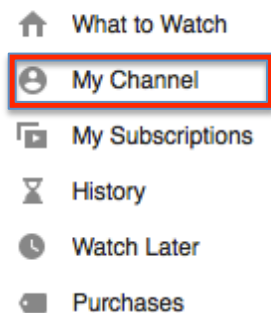 What to Watch
My Channel
My Subscriptions
History
Watch Later
Purchases